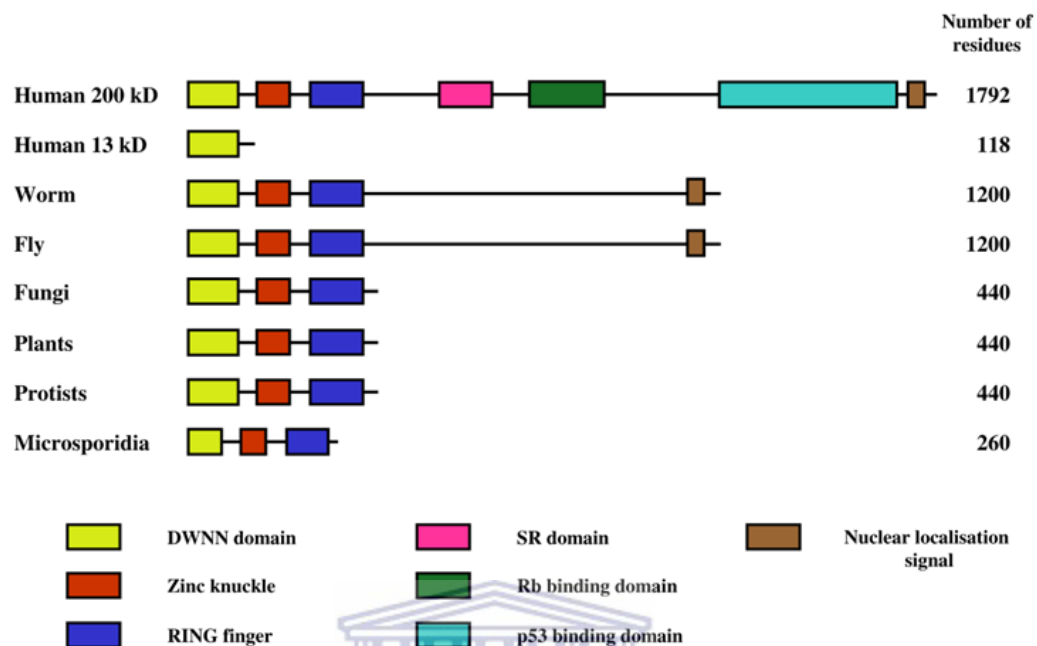 Number of
residues
Human 200 kD 1792
Human 13 kD 118
Worm 1200
Fly 1200
Fungi 440
Plants 440
Protists 440
Microsporidia 260
DWNN domain SR domain Nuclear localisation
signal
Zinc knuckle Rb binding domain
RING finger p53 binding domain